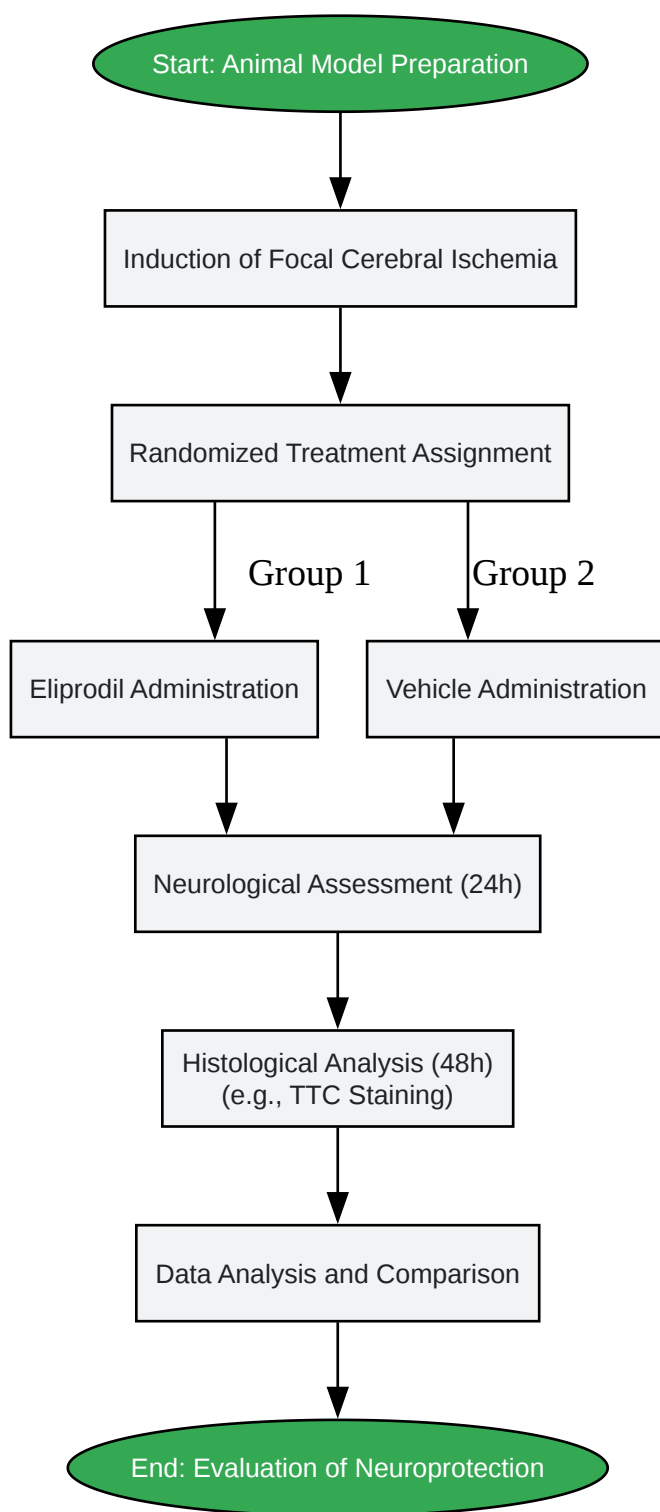 Start: Animal Model Preparation
Induction of Focal Cerebral Ischemia
Randomized Treatment Assignment
Group 1
Group 2
Eliprodil Administration
Vehicle Administration
Neurological Assessment (24h)
Histological Analysis (48h)
(e.g., TTC Staining)
Data Analysis and Comparison
End: Evaluation of Neuroprotection